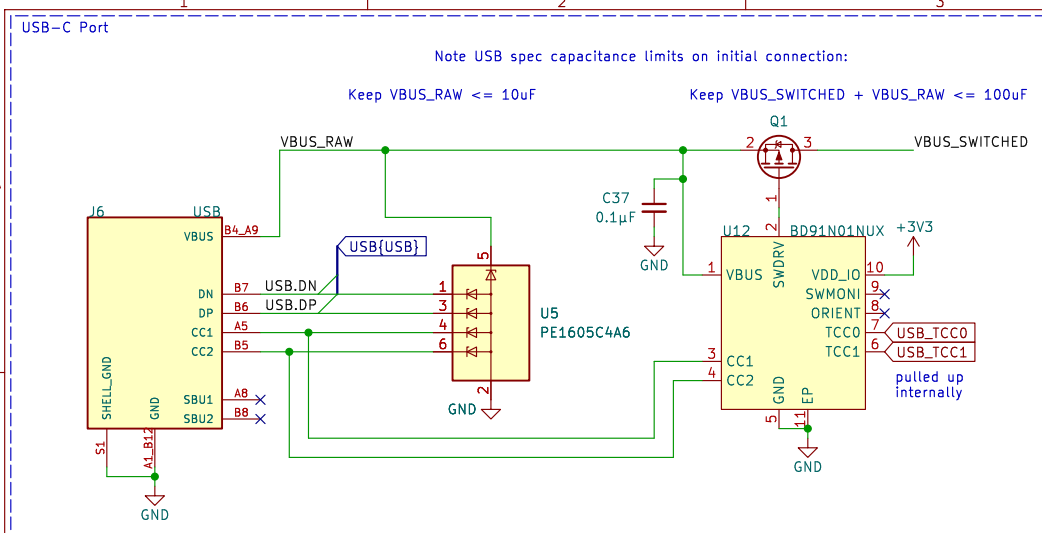 1
2
3
USB-C Port
Note USB spec capacitance limits on initial connection:
Keep VBUS_RAW <= 10uF
Keep VBUS_SWITCHED + VBUS_RAW <= 100uF
Q1
VBUS_RAW
2
3
VBUS_SWITCHED
1
C37
0.1µF
GND
J6
USB
VBUS
B4_A9
USB{USB}
DN
B7
USB.DN
DP
B6
USB.DP
CC1
A5
CC2
B5
SBU1
A8
SBU2
B8
SHELL_GND
GND
S1
A1_B12
GND
5
1
3
4
6
2
U5
PE1605C4A6
GND
U12
BD91N01NUX
2
SWDRV
+3V3
1
VBUS
VDD_IO
10
SWMONI
9
ORIENT
8
TCC0
7
USB_TCC0
TCC1
6
USB_TCC1
3
CC1
4
CC2
pulled up
internally
GND
EP
5
11
GND